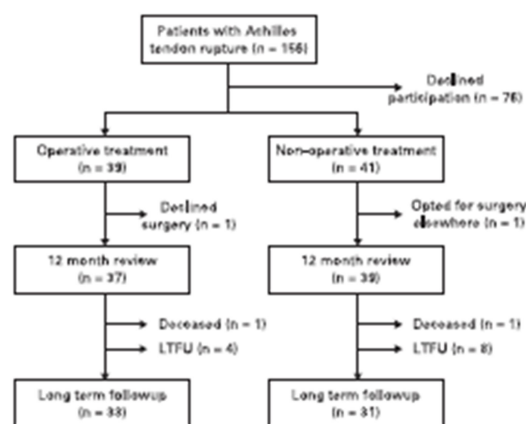 Patients with Achilles
tendon rupture (n = 156)
Declined
participation (n = 76)
Operative treatment
(n = 39)
Non-operative treatment
(n = 41)
Declined
surgery (n = 1)
Opted for surgery
elsewhere (n = 1)
12 month review
(n = 37)
12 month review
(n = 39)
Deceased (n = 1)
LTFU (n = 4)
Deceased (n = 1)
LTFU (n = 8)
Long term followup
(n = 33)
Long term followup
(n = 31)